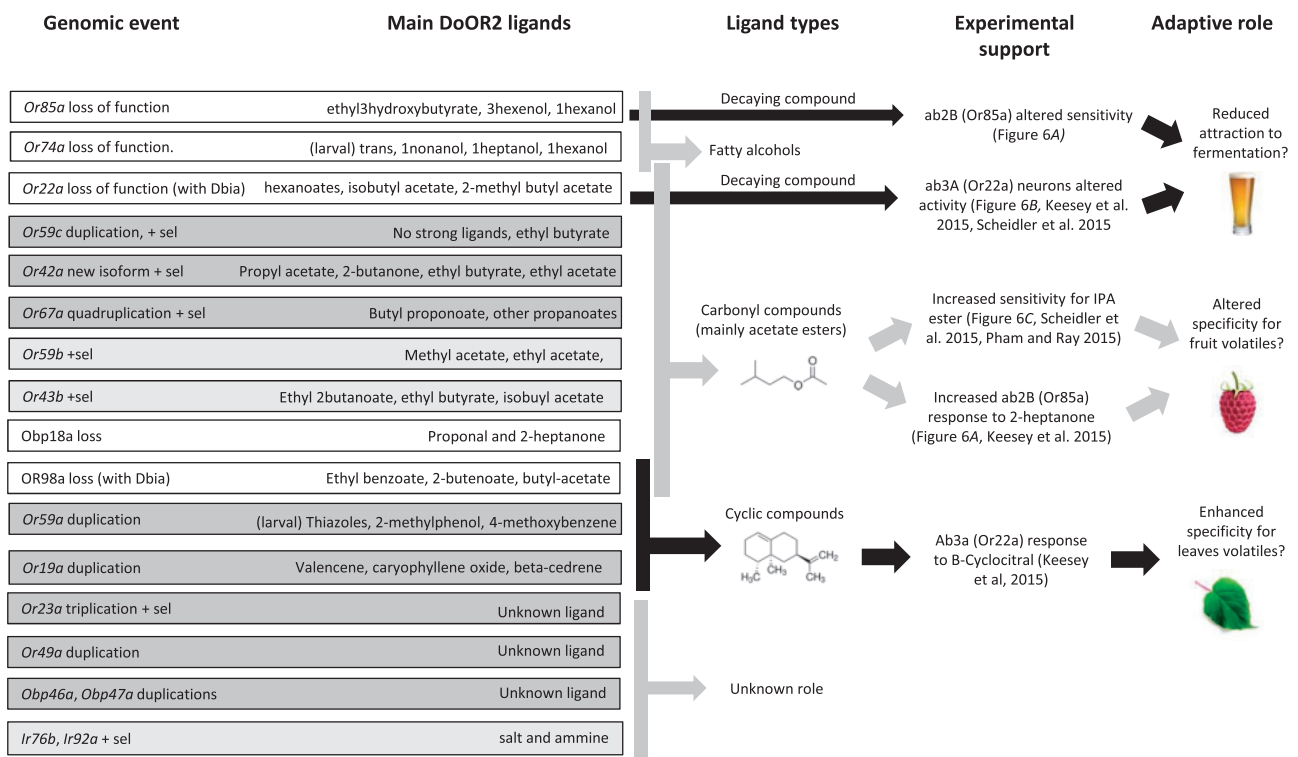 Genomic event
Main DoOR2 ligands
Ligand types
Experimental
support
Adaptive role
Or85a loss of function
ethyl3hydroxybutyrate, 3hexenol, 1hexanol
Or74a loss of function.
(larval) trans, 1nonanol, 1heptanol, 1hexanol
Or22a loss of function (with Dbia)
hexanoates, isobutyl acetate, 2-methyl butyl acetate
Or59c duplication, + sel
No strong ligands, ethyl butyrate
Or42a new isoform + sel
Propyl acetate, 2-butanone, ethyl butyrate, ethyl acetate
Or67a quadruplication + sel
Butyl proponoate, other propanoates
Or59b +sel
Methyl acetate, ethyl acetate,
Or43b +sel
Ethyl 2butanoate, ethyl butyrate, isobuyl acetate
Obp18a loss
Proponal and 2-heptanone
OR98a loss (with Dbia)
Ethyl benzoate, 2-butenoate, butyl-acetate
Or59a duplication
(larval) Thiazoles, 2-methylphenol, 4-methoxybenzene
Or19a duplication
Valencene, caryophyllene oxide, beta-cedrene
Or23a triplication + sel
Unknown ligand
Or49a duplication
Unknown ligand
Obp46a, Obp47a duplications
Unknown ligand
Ir76b, Ir92a + sel
salt and ammine
Decaying compound
Fatty alcohols
Decaying compound
Carbonyl compounds
(mainly acetate esters)
O
O
Cyclic compounds
CH₂
H₃C
CH₃
CH₃
Unknown role
ab2B (Or85a) altered sensitivity
(Figure 6A)
ab3A (Or22a) neurons altered
activity (Figure 6B, Keesey et al.
2015, Scheidler et al. 2015
Increased sensitivity for IPA
ester (Figure 6C, Scheidler et
al. 2015, Pham and Ray 2015)
Increased ab2B (Or85a)
response to 2-heptanone
(Figure 6A, Keesey et al. 2015)
Ab3a (Or22a) response
to B-Cyclocitral (Keesey
et al, 2015)
Reduced
attraction to
fermentation?
Altered
specificity for
fruit volatiles?
Enhanced
specificity for
leaves volatiles?